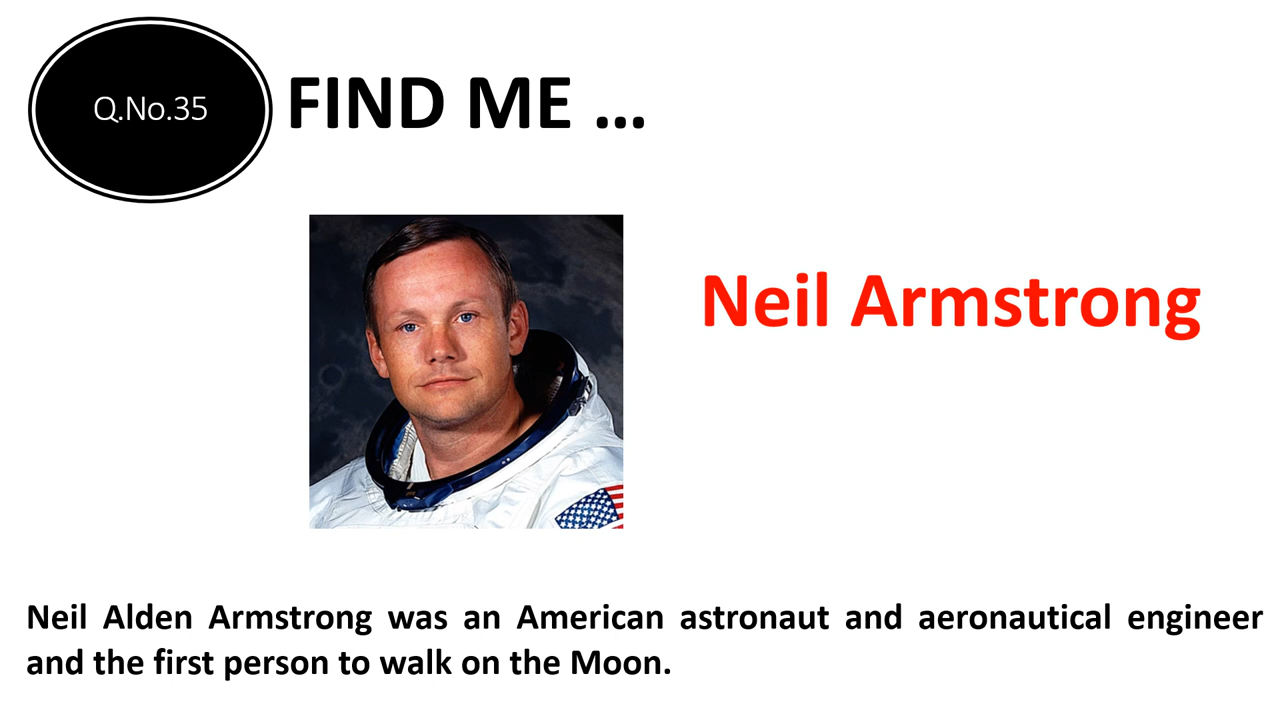 Q.No.35
FIND ME ...
Neil Armstrong
Neil Alden Armstrong was an American astronaut and aeronautical engineer
and the first person to walk on the Moon.